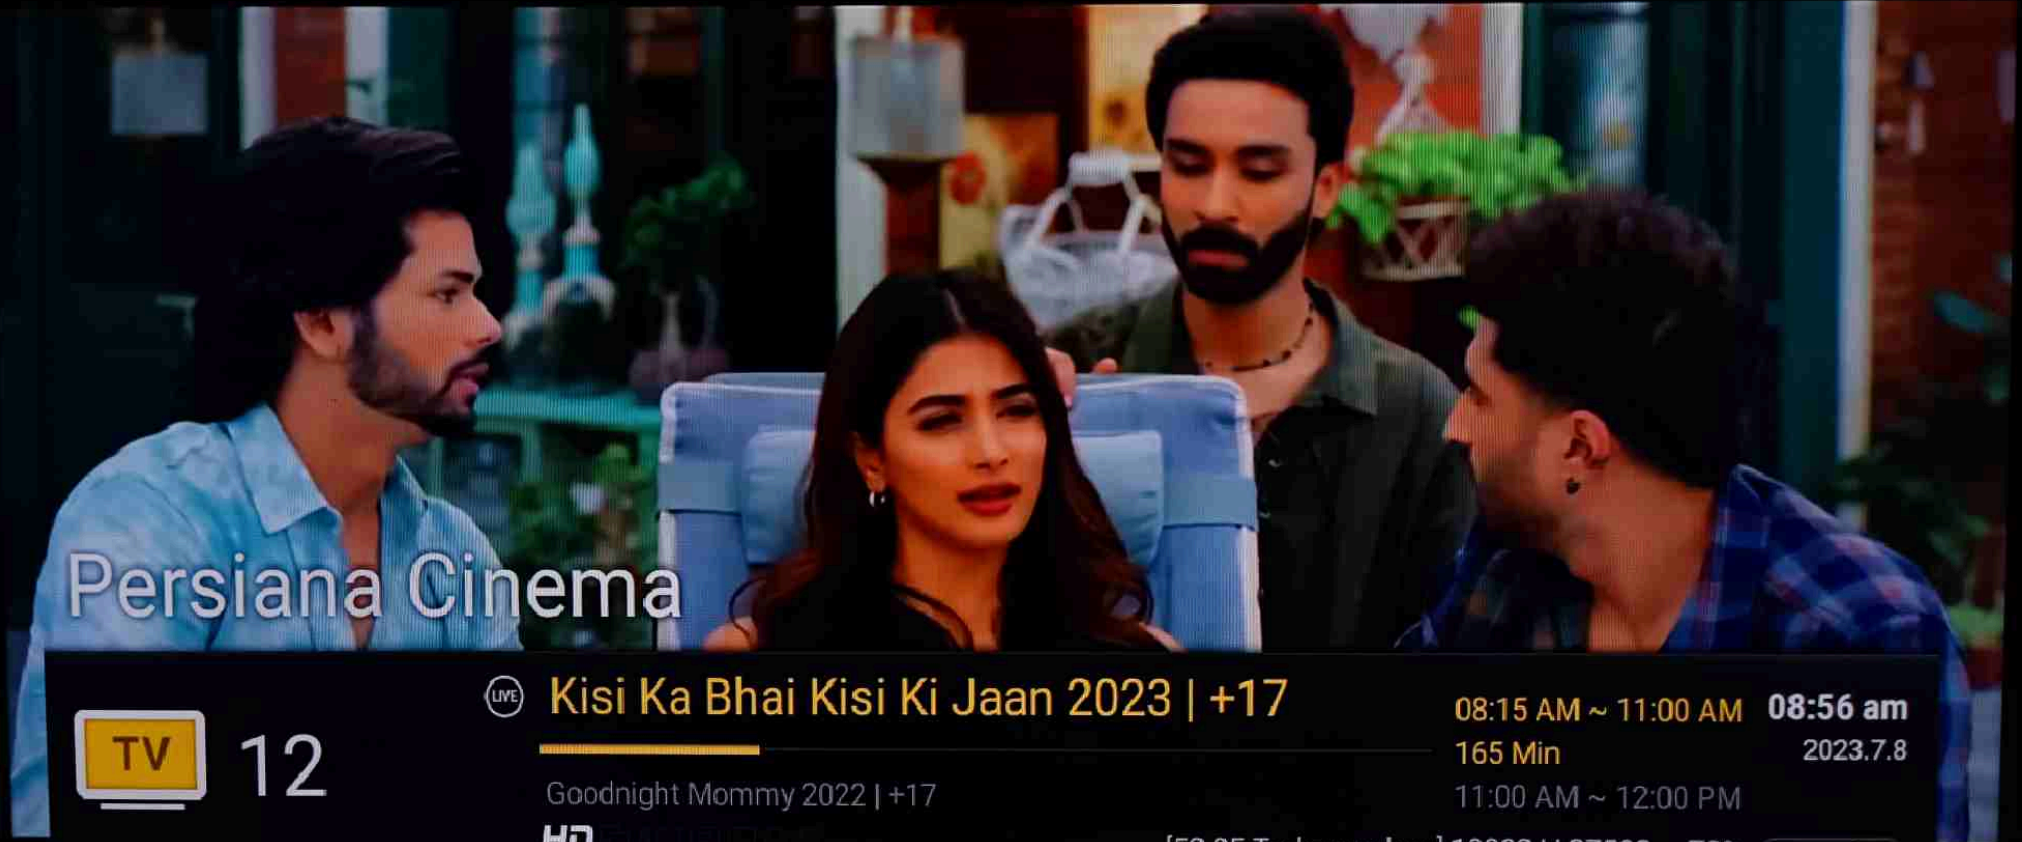 Persiana Cinema
LIVE Kisi Ka Bhai Kisi Ki Jaan 2023 | +17
08:15 AM ~ 11:00 AM 08:56 am
TV 12
165 Min 2023.7.8
Goodnight Mommy 2022 | +17 11:00 AM ~ 12:00 PM
HD